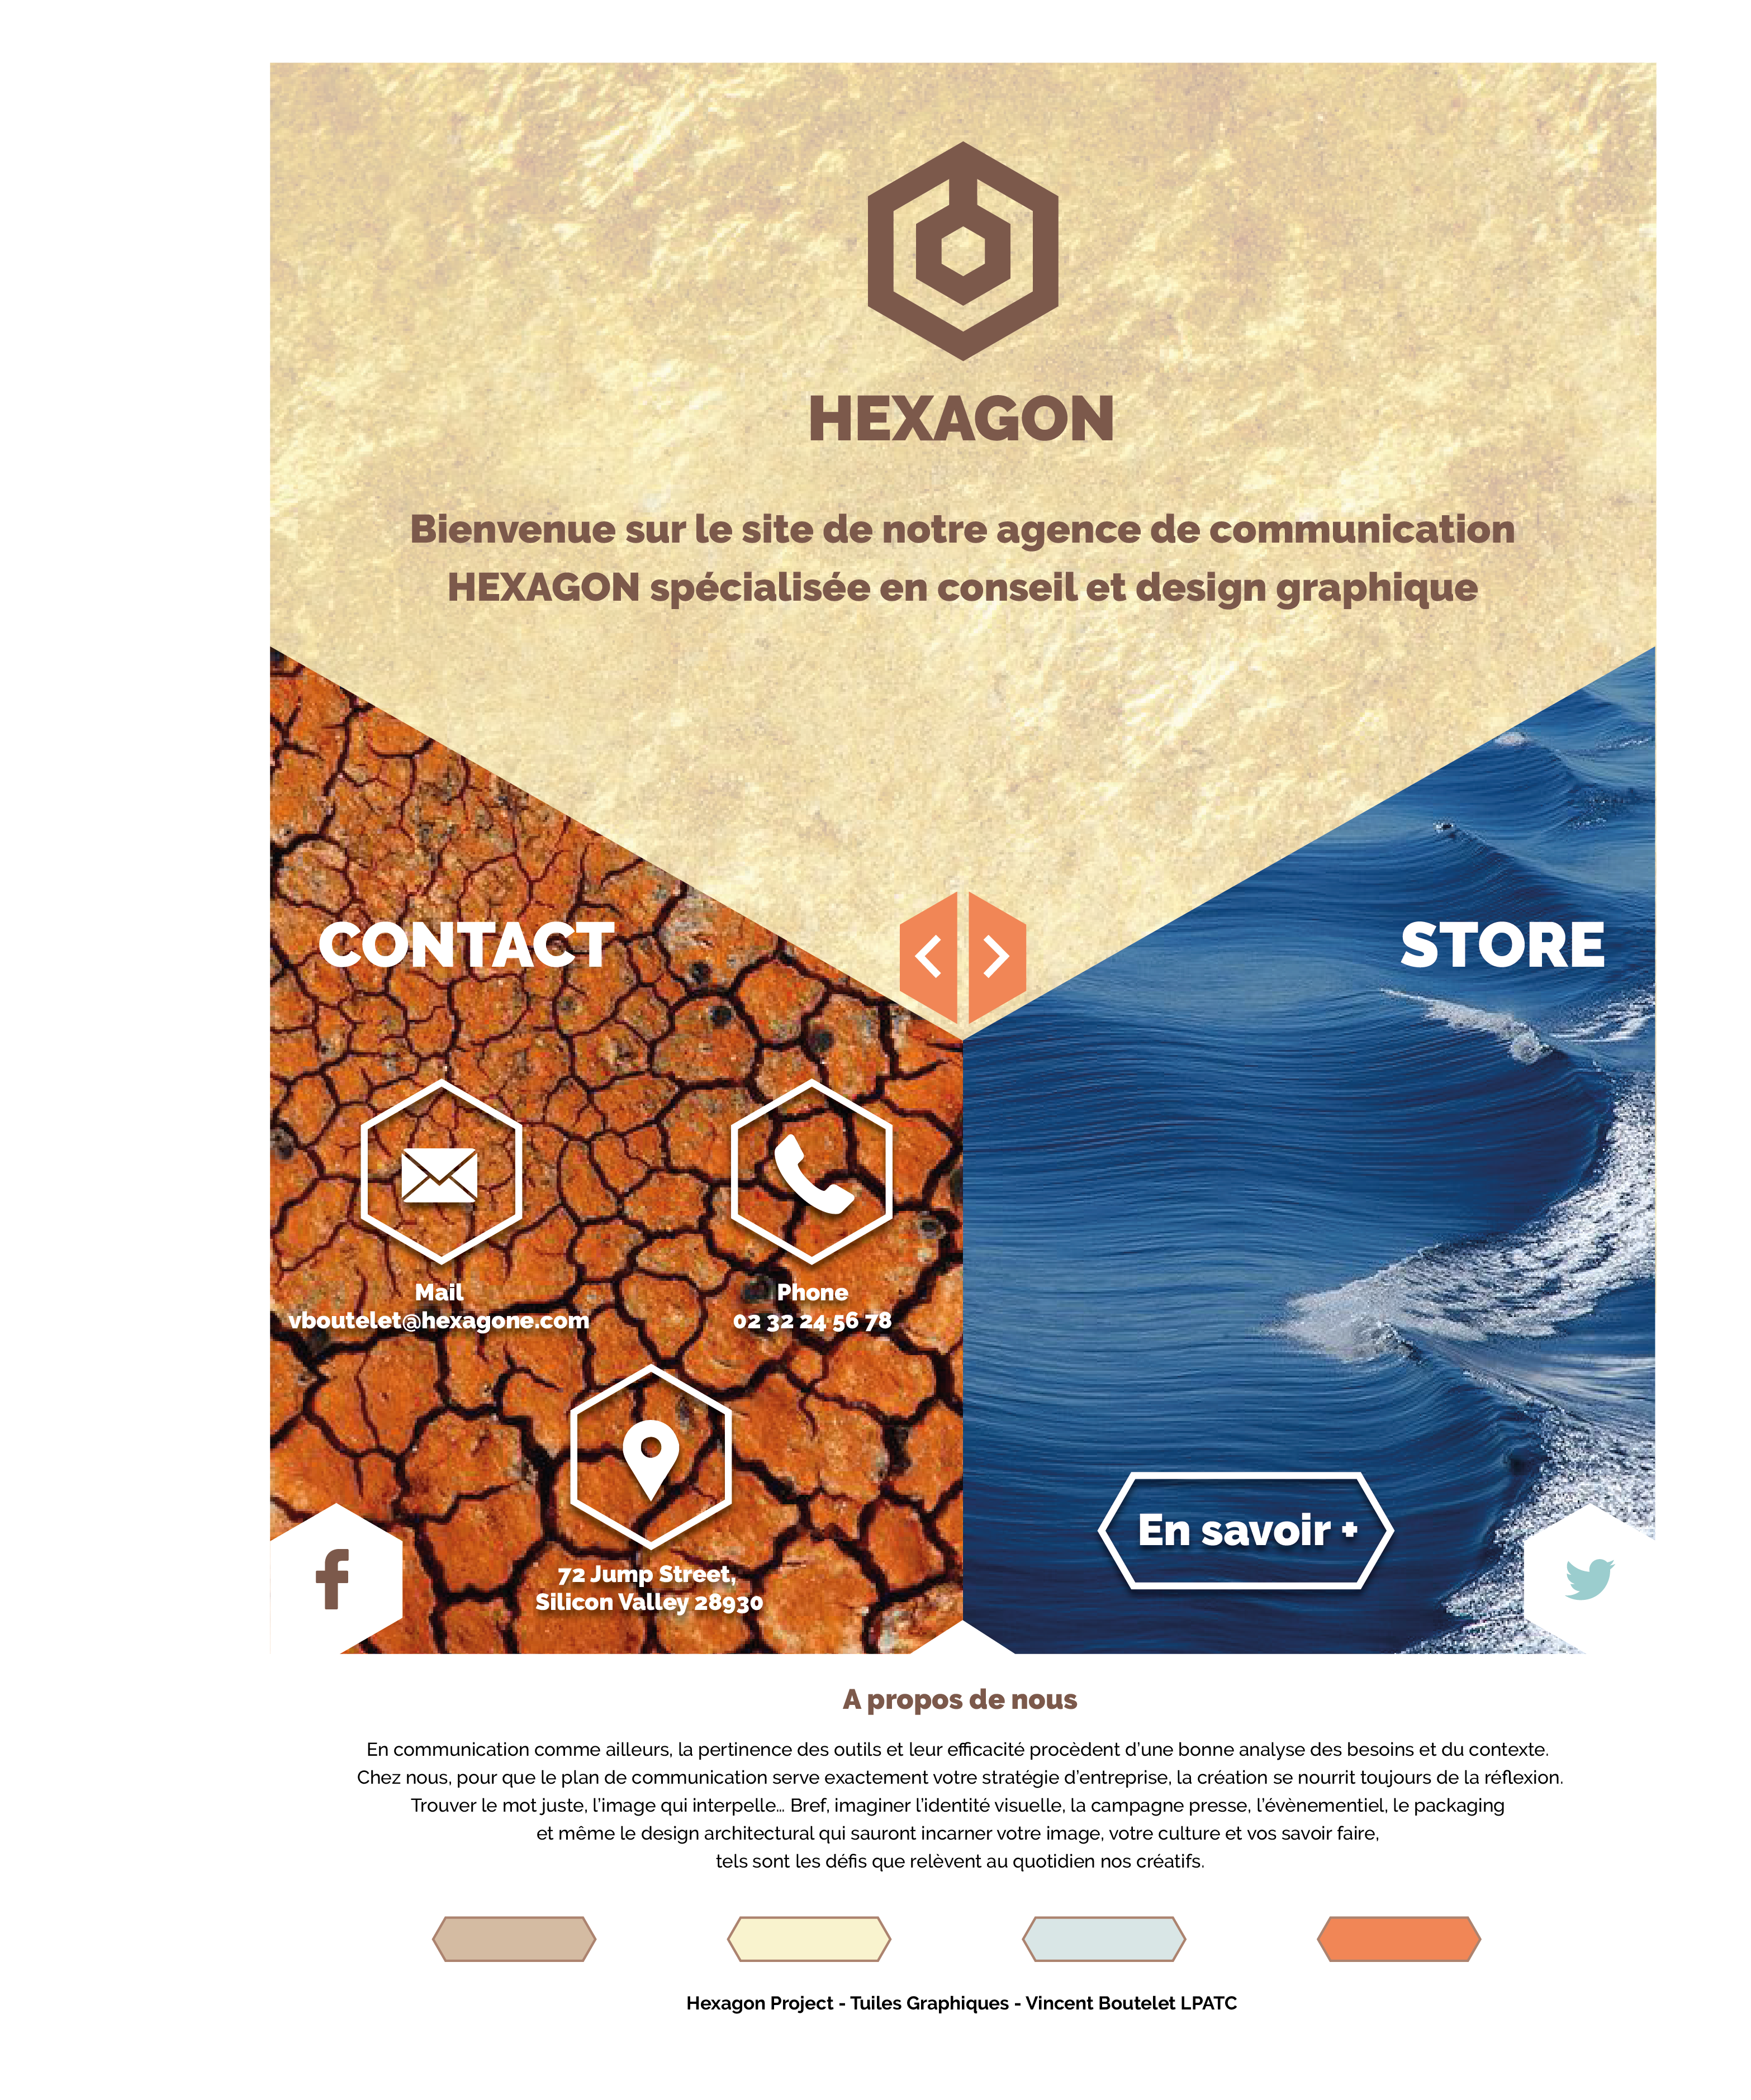 HEXAGON
Bienvenue sur le site de notre agence de communication
HEXAGON spécialisée en conseil et design graphique
CONTACT
STORE
Mail
vboutelet@hexagone.com
Phone
02 32 24 56 78
72 Jump Street,
Silicon Valley 28930
En savoir +
A propos de nous
En communication comme ailleurs, la pertinence des outils et leur efficacité procèdent d’une bonne analyse des besoins et du contexte.
Chez nous, pour que le plan de communication serve exactement votre stratégie d’entreprise, la création se nourrit toujours de la réflexion.
Trouver le mot juste, l’image qui interpelle… Bref, imaginer l’identité visuelle, la campagne presse, l’évènementiel, le packaging
et même le design architectural qui sauront incarner votre image, votre culture et vos savoir faire,
tels sont les défis que relèvent au quotidien nos créatifs.
Hexagon Project - Tuiles Graphiques - Vincent Boutelet LPATC